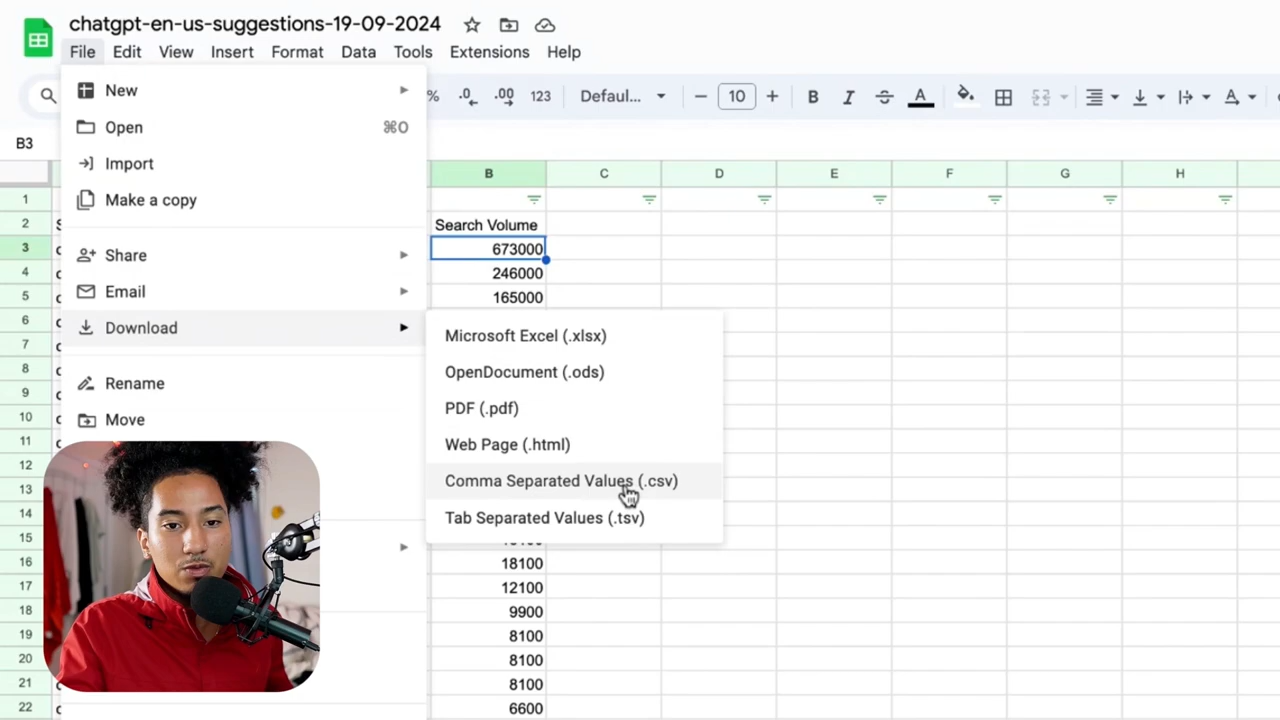 chatgpt-en-us-suggestions-19-09-2024
File Edit View Insert Format Data Tools Extensions Help
New
% .0 .00 123 Defaul... 10 B I S A
Open ⌘O
B3
Import
B C D E F G H
Make a copy
1
2 Search Volume
3 673000
Share
4 246000
Email
5 165000
Download
6
Microsoft Excel (.xlsx)
7
OpenDocument (.ods)
8
Rename
9
PDF (.pdf)
Move
10
Web Page (.html)
11
12
Comma Separated Values (.csv)
13
Tab Separated Values (.tsv)
14
15
16 18100
17 12100
18 9900
19 8100
20 8100
21 8100
22 6600